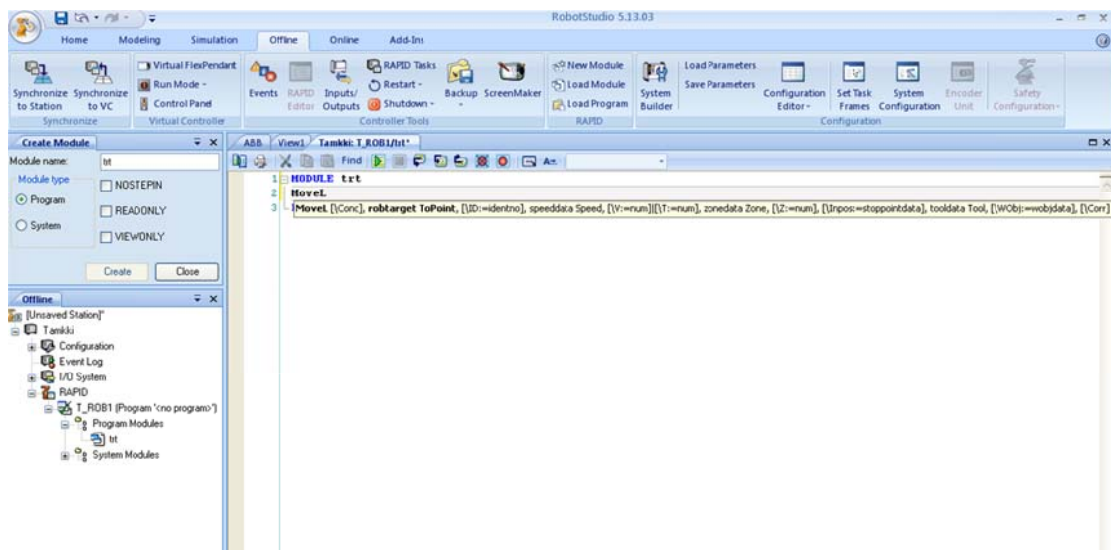 RobotStudio 5.13.03
Home Modeling Simulation Offline Online Add-Ins
Synchronize to Station
Synchronize to VC
Synchronize
Virtual FlexPendant
Run Mode
Control Panel
Virtual Controller
Events
RAPID Editor
Inputs/ Outputs
RAPID Tasks
Restart
Shutdown
Backup
ScreenMaker
Controller Tools
New Module
Load Module
Load Program
RAPID
System Builder
Load Parameters
Save Parameters
Configuration Editor
Set Task Frames
System Configuration
Encoder Unit
Safety Configuration
Configuration
Create Module
Module name: trt
Module type
Program
System
NOSTEPIN
READONLY
VIEWONLY
Create Close
Offline
[Unsaved Station]*
Tamkki
Configuration
Event Log
I/O System
RAPID
T_ROB1 (Program '<no program>')
Program Modules
trt
System Modules
ABB View1 Tamkki: T_ROB1/trt*
Find
1 MODULE trt
2 MoveL
3
MoveL [\Conc], robtarget ToPoint, [\ID:=identno], speeddata Speed, [\V:=num]|[\T:=num], zonedata Zone, [\Z:=num], [\Inpos:=stoppointdata], tooldata Tool, [\WObj:=wobjdata], [\Corr]